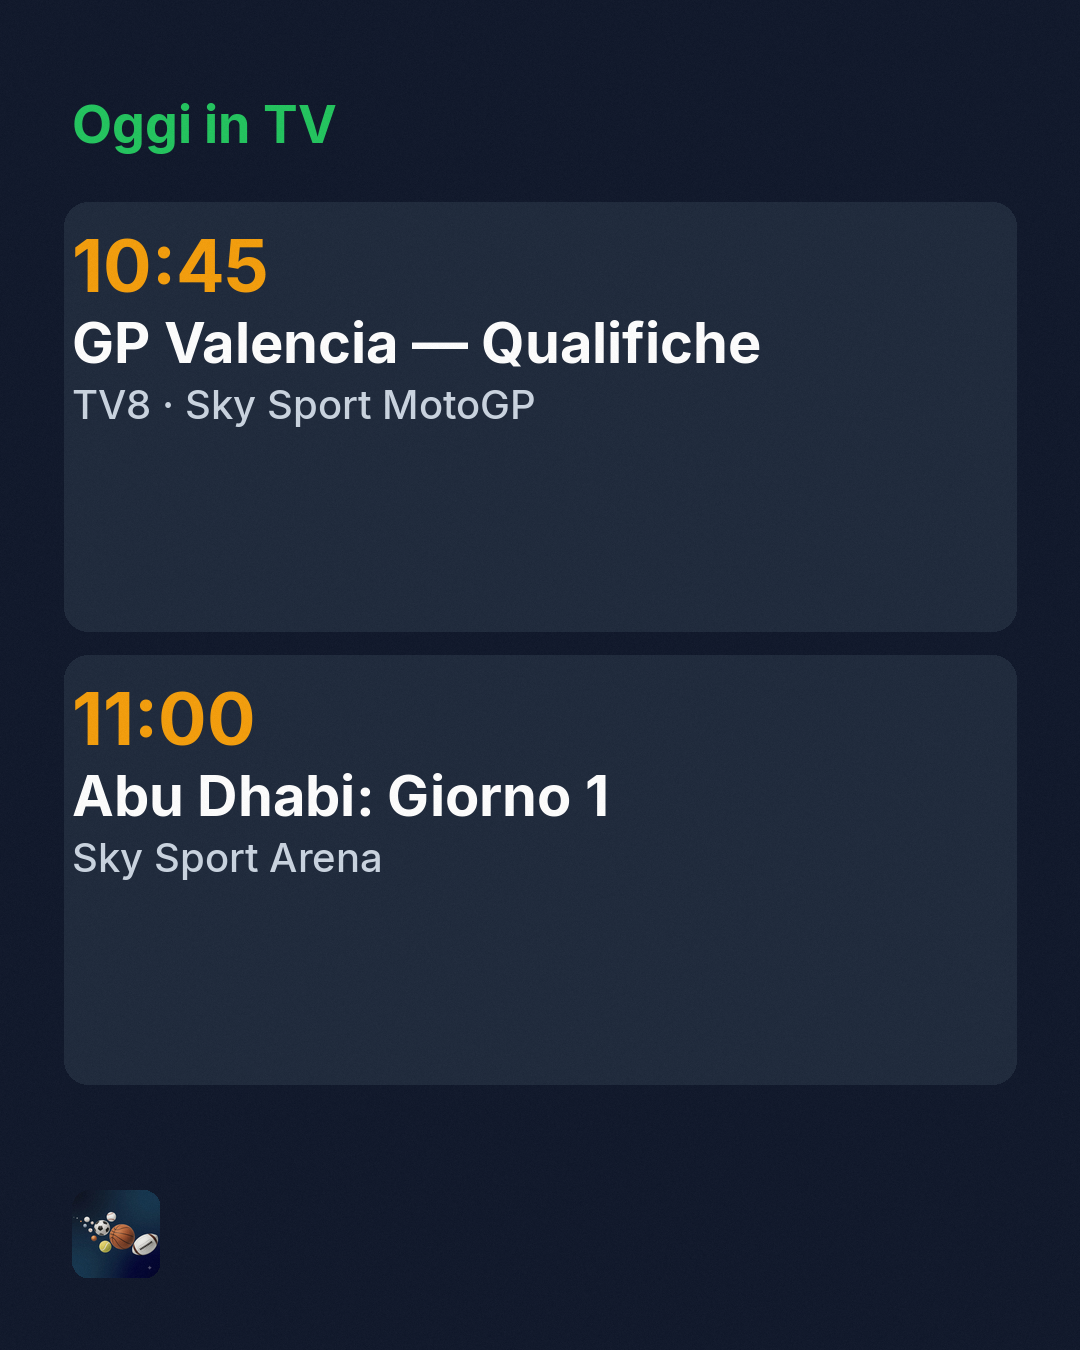 Oggi in TV
10:45
GP Valencia — Qualifiche
TV8 · Sky Sport MotoGP
11:00
Abu Dhabi: Giorno 1
Sky Sport Arena